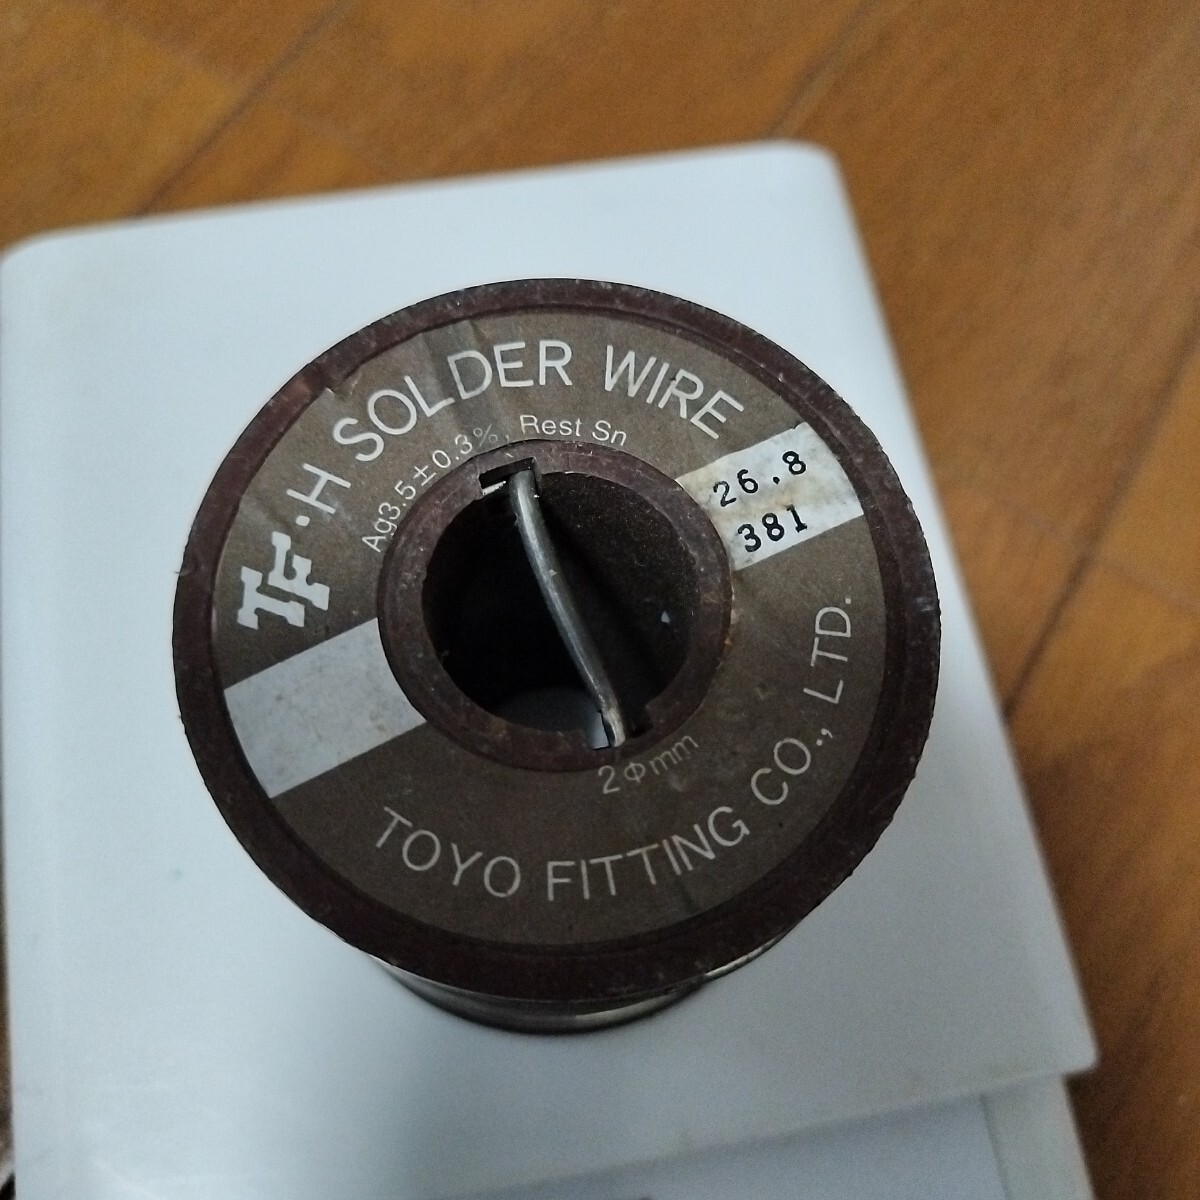 TF·H SOLDER WIRE
Ag3.5±0.3%, Rest Sn
26.8
381
2Φmm
TOYO FITTING CO., LTD.